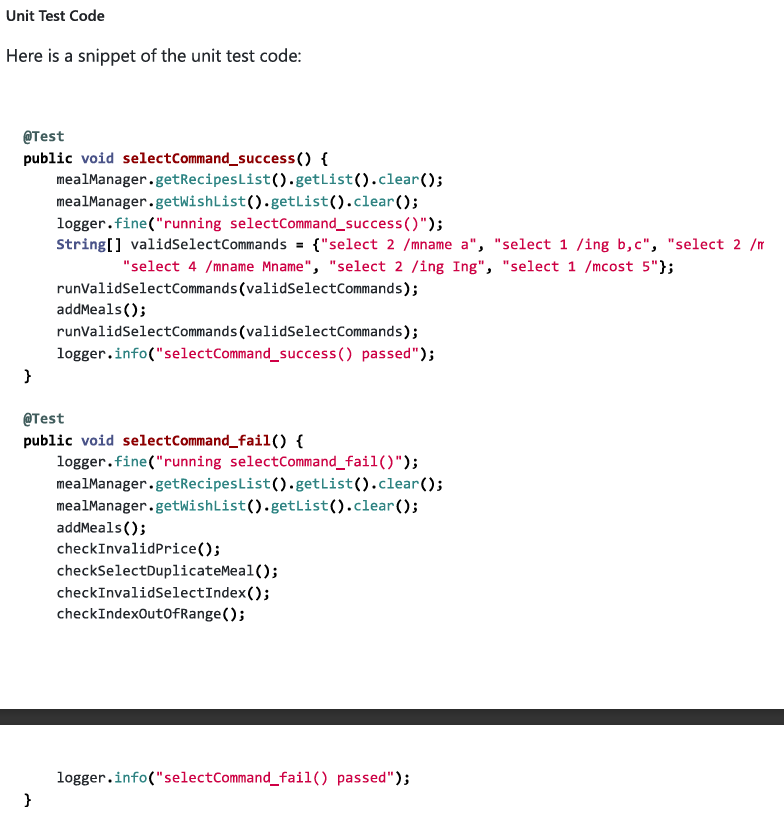 Unit Test Code
Here is a snippet of the unit test code:
@Test
public void selectCommand_success() {
    mealManager.getRecipesList().getList().clear();
    mealManager.getWishList().getList().clear();
    logger.fine("running selectCommand_success()");
    String[] validSelectCommands = {"select 2 /mname a", "select 1 /ing b,c", "select 2 /
            "select 4 /mname Mname", "select 2 /ing Ing", "select 1 /mcost 5"};
    runValidSelectCommands(validSelectCommands);
    addMeals();
    runValidSelectCommands(validSelectCommands);
    logger.info("selectCommand_success() passed");
}
@Test
public void selectCommand_fail() {
    logger.fine("running selectCommand_fail()");
    mealManager.getRecipesList().getList().clear();
    mealManager.getWishList().getList().clear();
    addMeals();
    checkInvalidPrice();
    checkSelectDuplicateMeal();
    checkInvalidSelectIndex();
    checkIndexOutOfRange();
    logger.info("selectCommand_fail() passed");
}